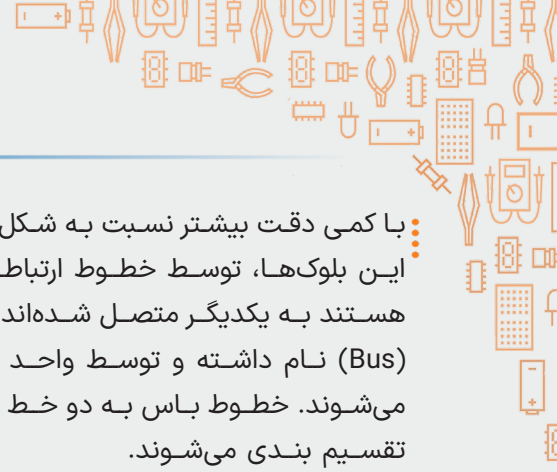 با کمی دقت بیشتر نسبت به شکل
این بلوک‌ها، توسط خطوط
هستند به یکدیگر متصل شده‌اند
(Bus) نام داشته و توسط واحد
می‌شوند. خطوط باس به دو خط
تقسیم بندی می‌شوند.